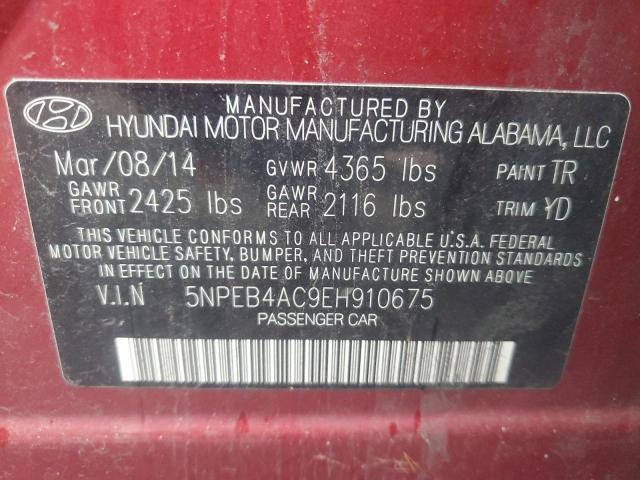 MANUFACTURED BY
HYUNDAI MOTOR MANUFACTURING ALABAMA, LLC
Mar/08/14 GVWR 4365 lbs PAINT TR
GAWR FRONT 2425 lbs GAWR REAR 2116 lbs TRIM YD
THIS VEHICLE CONFORMS TO ALL APPLICABLE U.S.A. FEDERAL
MOTOR VEHICLE SAFETY, BUMPER, AND THEFT PREVENTION STANDARDS
IN EFFECT ON THE DATE OF MANUFACTURE SHOWN ABOVE.
V.I.N 5NPEB4AC9EH910675
PASSENGER CAR